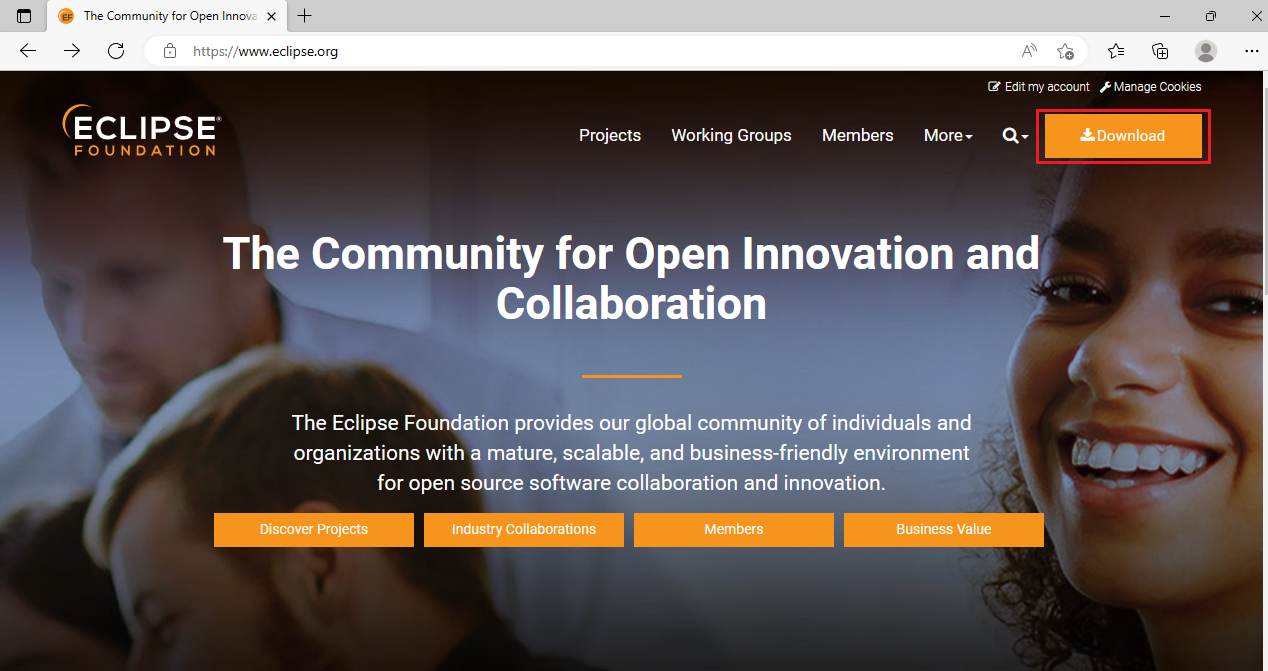 The Community for Open Innova
https://www.eclipse.org
Edit my account Manage Cookies
ECLIPSE®
FOUNDATION
Projects Working Groups Members More Download
The Community for Open Innovation and
Collaboration
The Eclipse Foundation provides our global community of individuals and
organizations with a mature, scalable, and business-friendly environment
for open source software collaboration and innovation.
Discover Projects Industry Collaborations Members Business Value